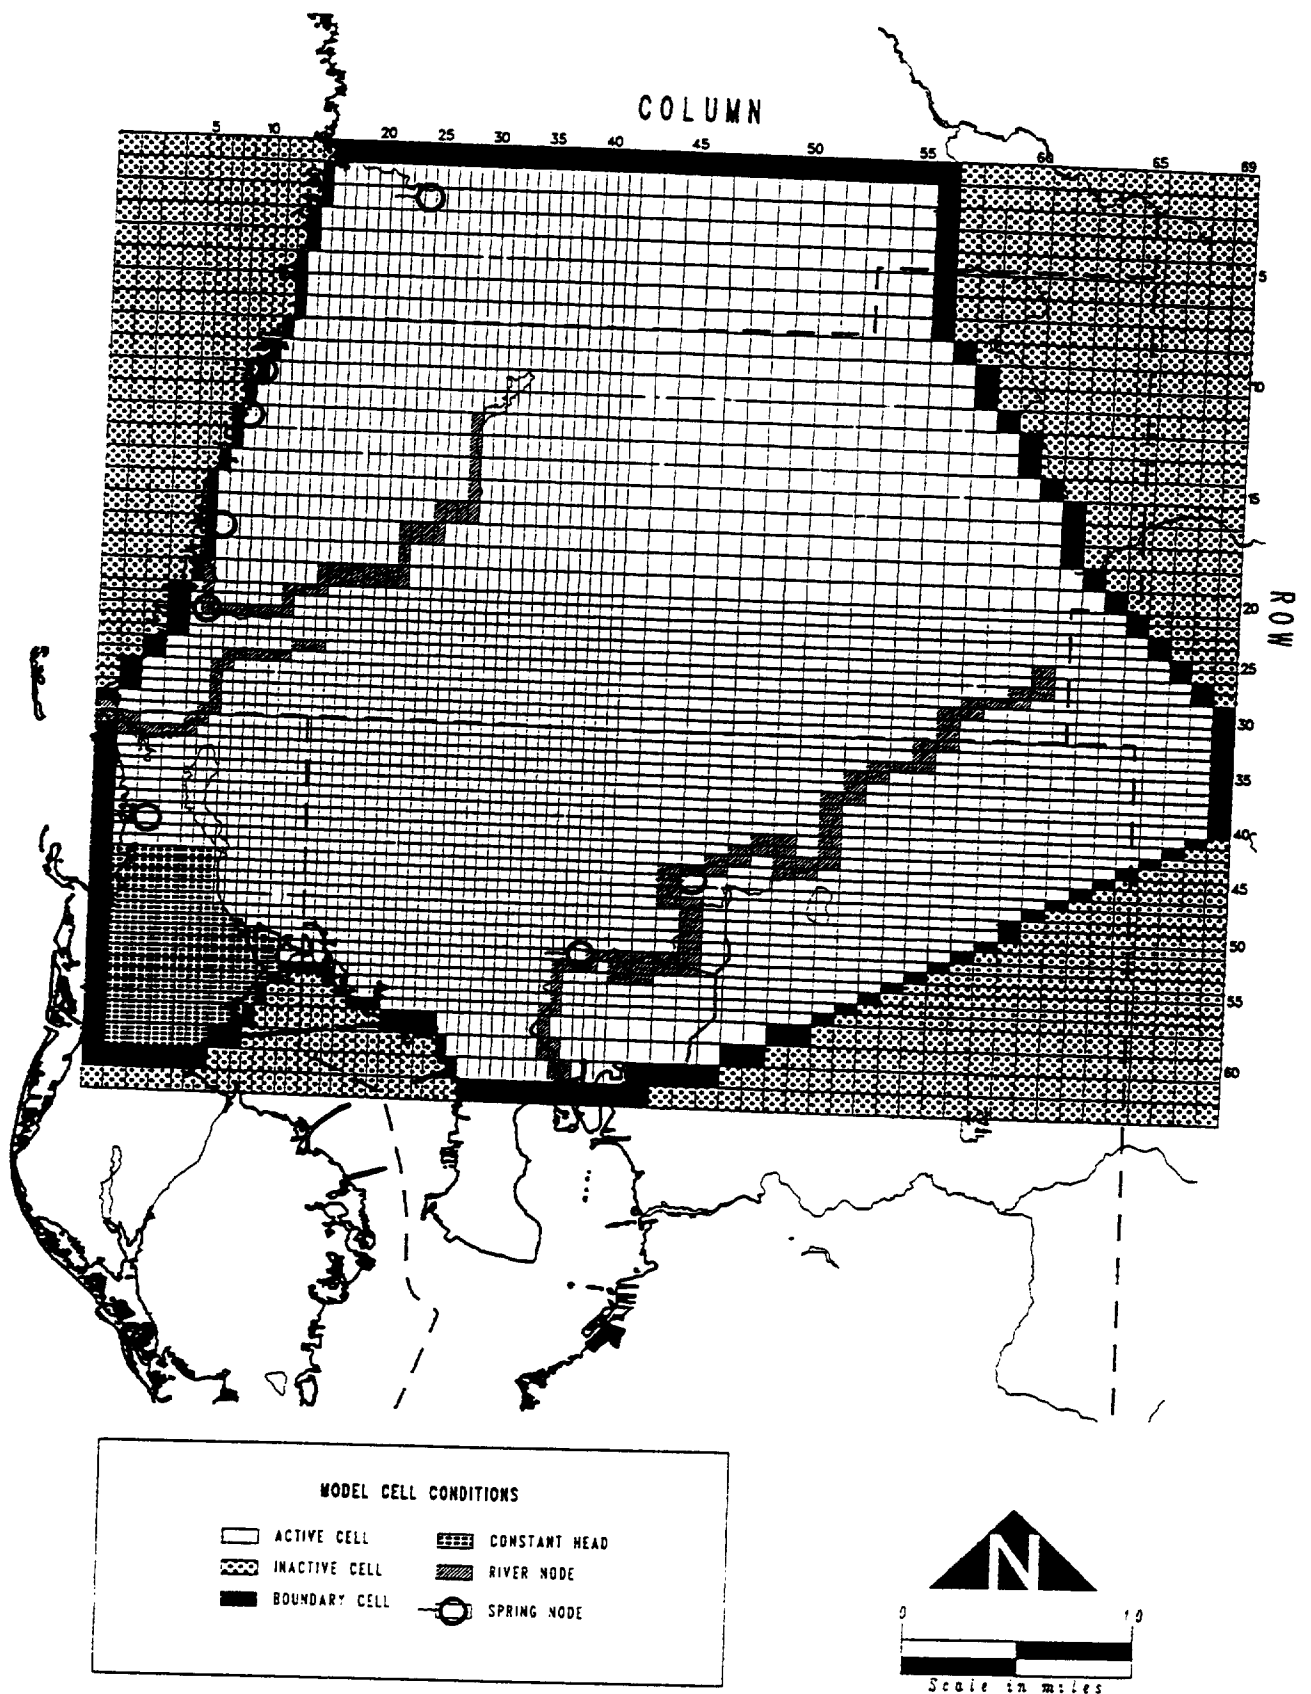 COLUMN
5 10 20 25 30 35 40 45 50 55 60 65 69
5
10
15
20
ROW
25
30
35
40
45
50
55
60
MODEL CELL CONDITIONS
ACTIVE CELL
CONSTANT HEAD
INACTIVE CELL
RIVER NODE
BOUNDARY CELL
SPRING NODE
N
0 10
Scale in miles